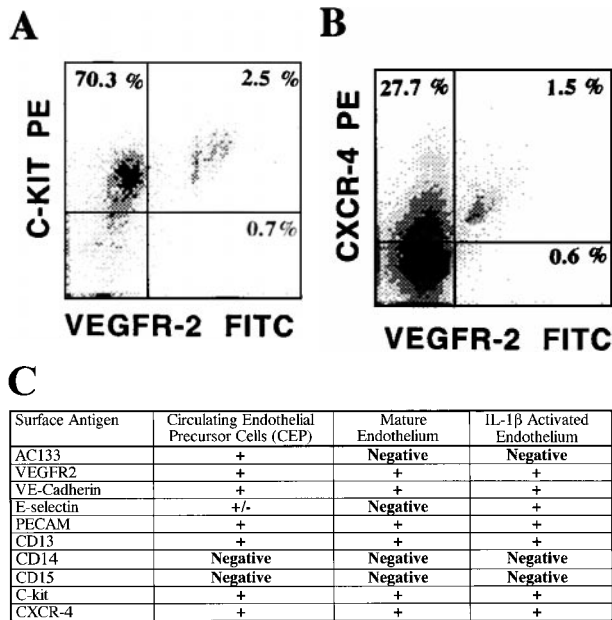 A
B
70.3 %
2.5 %
0.7%
C-KIT PE
VEGFR-2 FITC
27.7 %
1.5 %
0.6 %
CXCR-4 PE
VEGFR-2 FITC
C
Surface Antigen | Circulating Endothelial Precursor Cells (CEP) | Mature Endothelium | IL-1β Activated Endothelium
AC133 | + | Negative | Negative
VEGFR2 | + | + | +
VE-Cadherin | + | + | +
E-selectin | +/- | Negative | +
PECAM | + | + | +
CD13 | + | + | +
CD14 | Negative | Negative | Negative
CD15 | Negative | Negative | Negative
C-kit | + | + | +
CXCR-4 | + | + | +